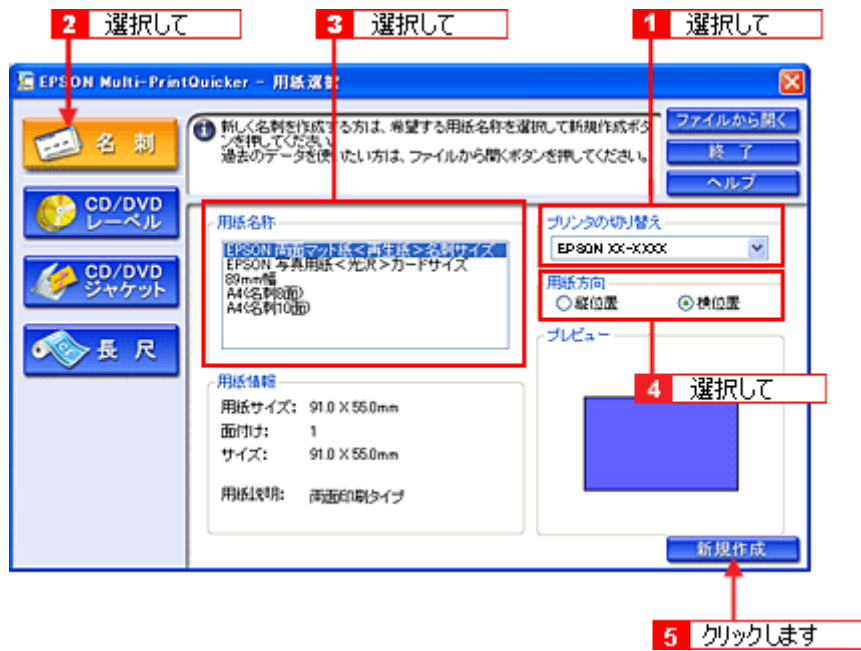 2 選択して
3 選択して
1 選択して
EPSON Multi-PrintQuicker - 用紙選択
名 刺
新しく名刺を作成する方は、希望する用紙名称を選択して新規作成ボタ
ンを押してください。
過去のデータを使いたい方は、ファイルから開くボタンを押してください。
ファイルから開く
終 了
ヘルプ
CD/DVD
レーベル
CD/DVD
ジャケット
長 尺
用紙名称
EPSON 両面マット紙<再生紙>名刺サイズ
EPSON 写真用紙<光沢>カードサイズ
89mm幅
A4(名刺8面)
A4(名刺10面)
プリンタの切り替え
EPSON XX-XXXX
用紙方向
縦位置
横位置
プレビュー
4 選択して
用紙情報
用紙サイズ: 91.0 X 55.0mm
面付け: 1
サイズ: 91.0 X 55.0mm
用紙説明: 両面印刷タイプ
新規作成
5 クリックします